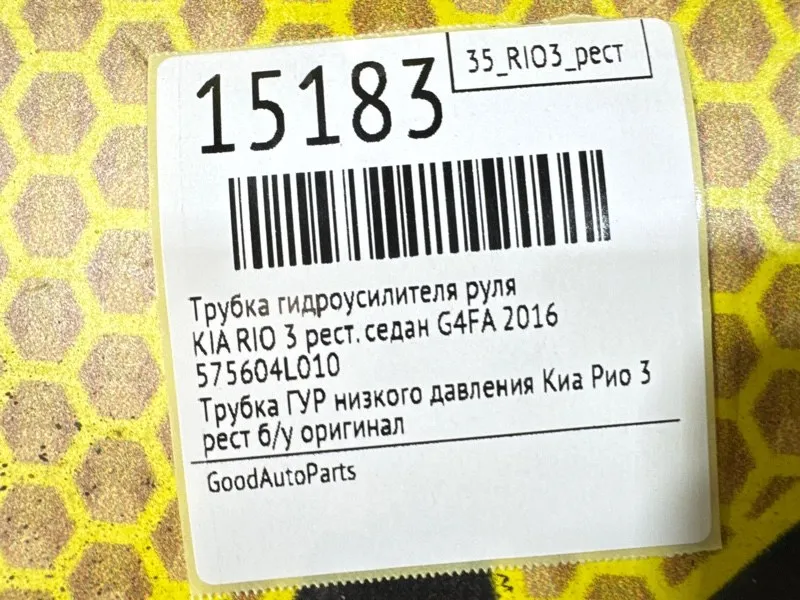 35_RIO3_рест
15183
Трубка гидроусилителя руля
KIA RIO 3 рест. седан G4FA 2016
575604L010
Трубка ГУР низкого давления Киа Рио 3
рест б/у оригинал
GoodAutoParts